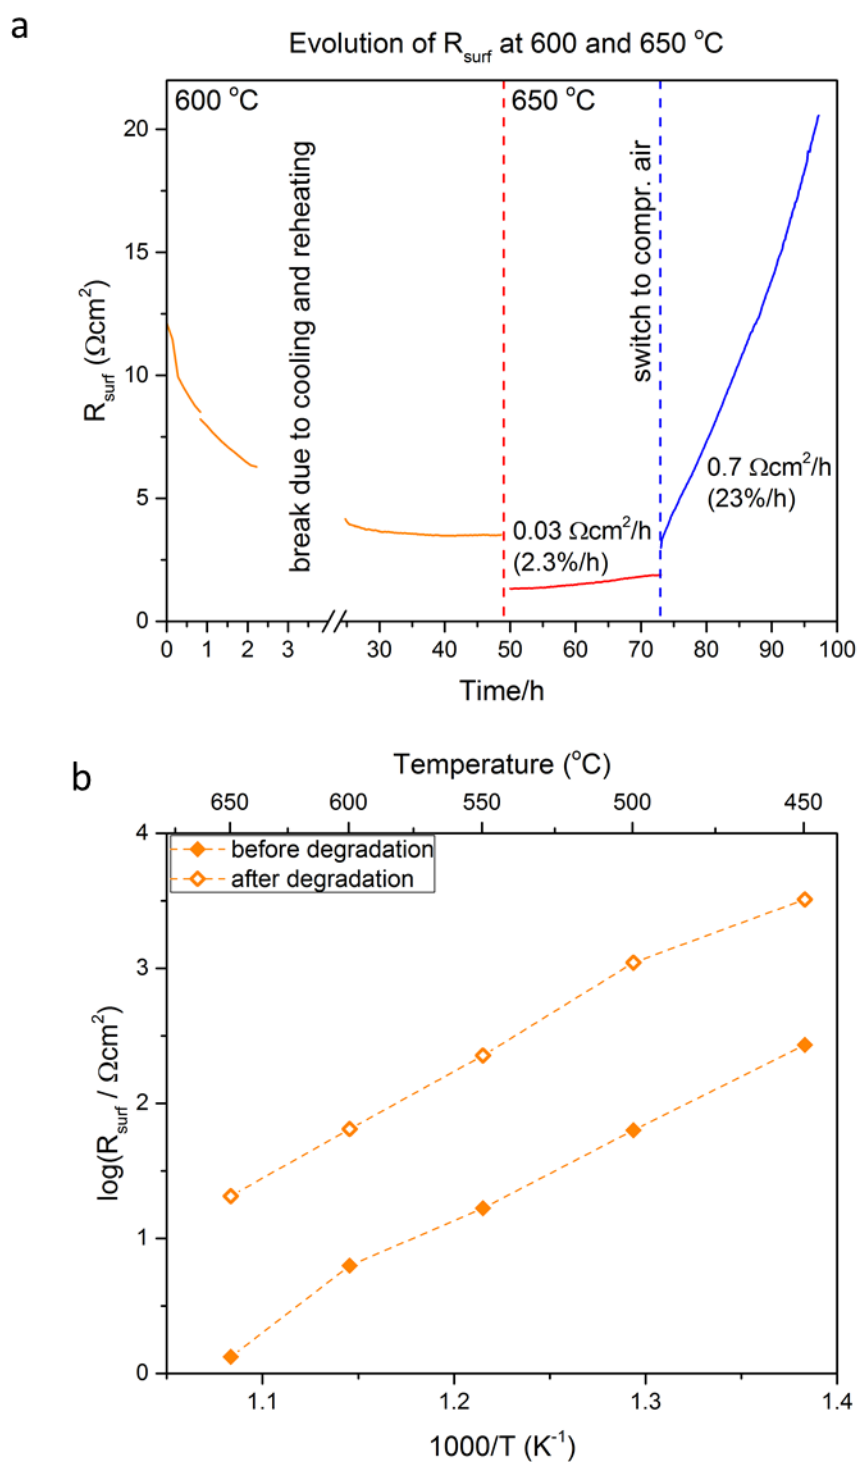 a
Evolution of R_surf at 600 and 650 °C
600 °C
650 °C
break due to cooling and reheating
switch to compr. air
0.03 Ωcm²/h
(2.3%/h)
0.7 Ωcm²/h
(23%/h)
R_surf (Ωcm²)
20
15
10
5
0
0 1 2 3 30 40 50 60 70 80 90 100
Time/h
b
Temperature (°C)
650 600 550 500 450
before degradation
after degradation
log(R_surf / Ωcm²)
4
3
2
1
0
1.1 1.2 1.3 1.4
1000/T (K⁻¹)